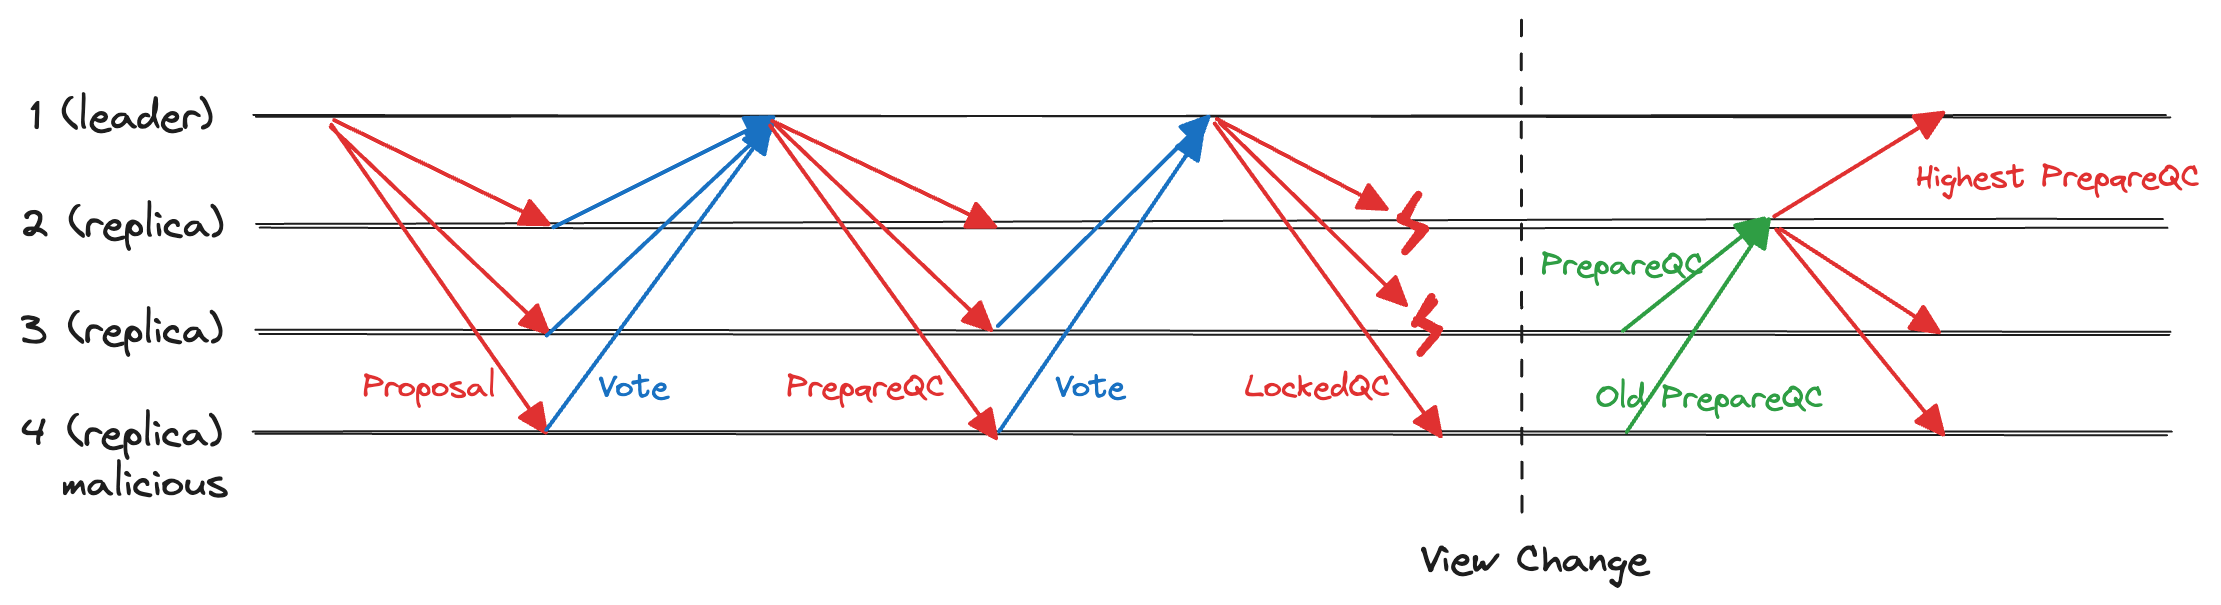 1 (leader)
2 (replica)
3 (replica)
4 (replica)
malicious
Proposal
Vote
PrepareQC
Vote
LockedQC
PrepareQC
Old PrepareQC
Highest PrepareQC
View Change